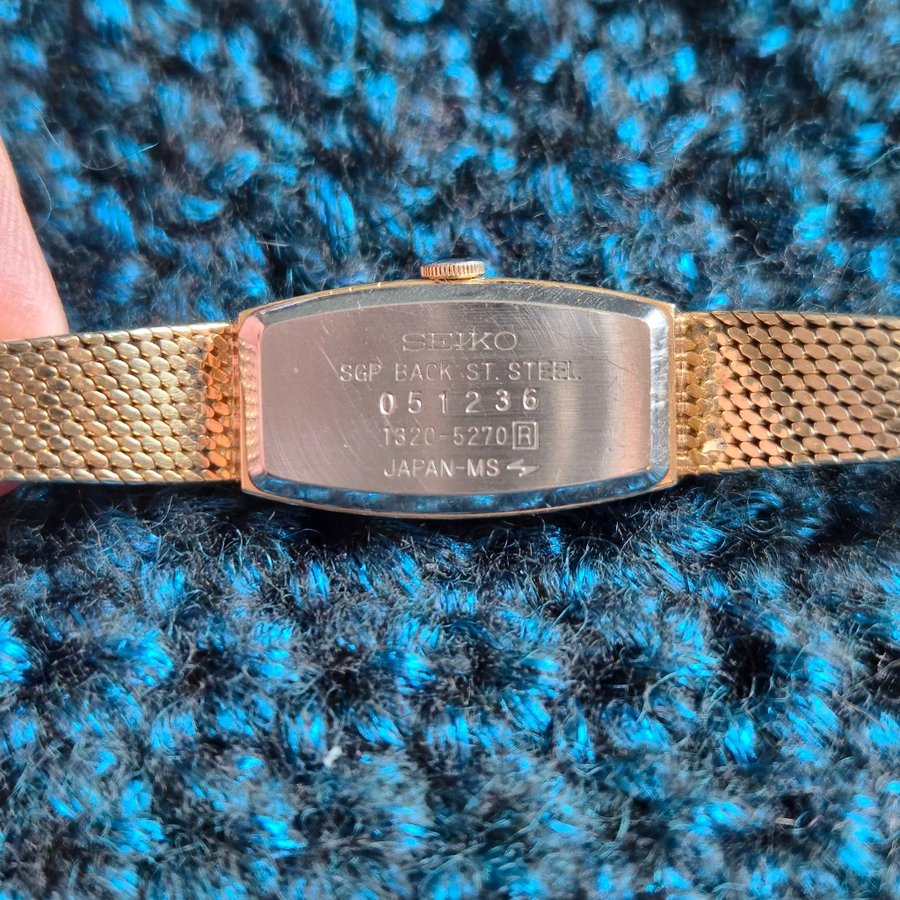 SEIKO
SGP BACK ST. STEEL
051236
1320-5270 R
JAPAN-MS